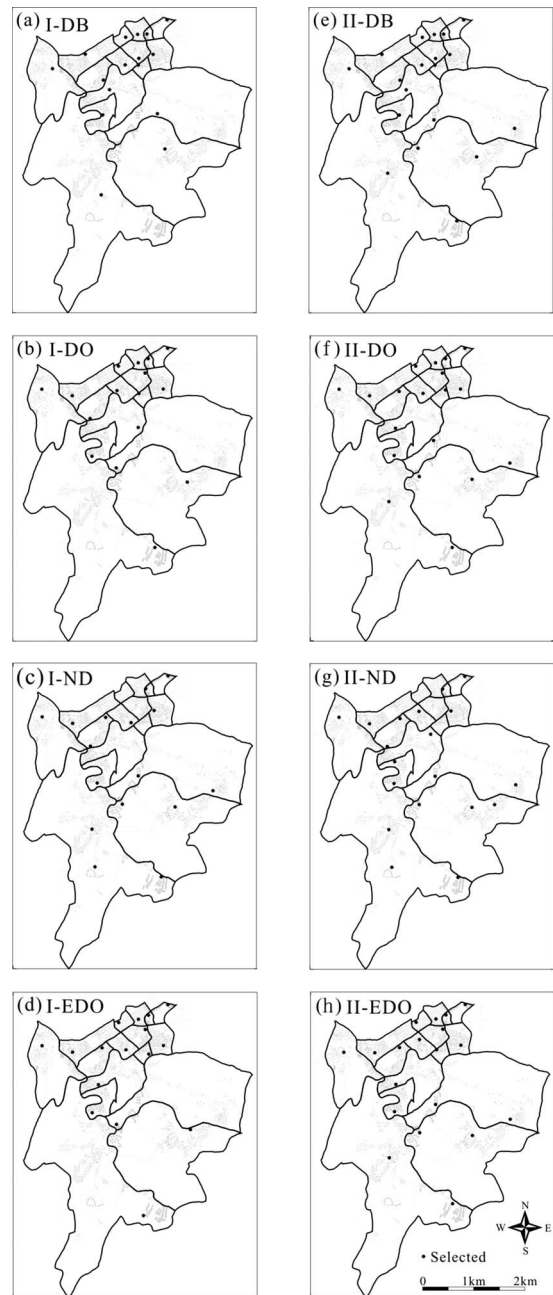 (a) I-DB
(e) II-DB
(b) I-DO
(f) II-DO
(c) I-ND
(g) II-ND
(d) I-EDO
(h) II-EDO
N
W E
S
Selected
0 1km 2km